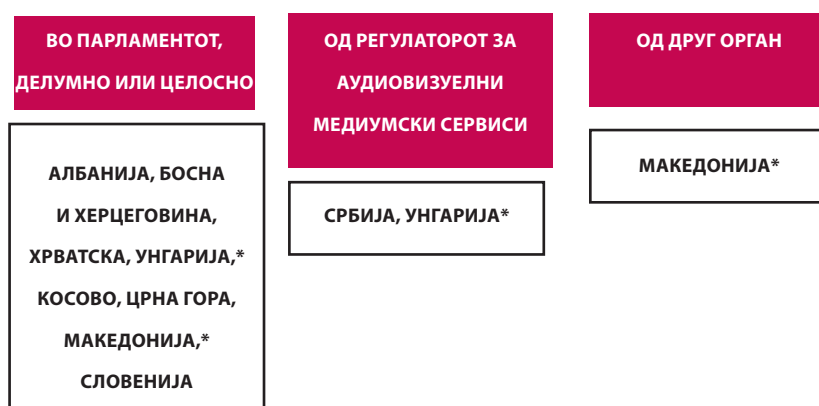 ВО ПАРЛАМЕНТОТ,
ДЕЛУМНО ИЛИ ЦЕЛОСНО
АЛБАНИЈА, БОСНА
И ХЕРЦЕГОВИНА,
ХРВАТСКА, УНГАРИЈА,*
КОСОВО, ЦРНА ГОРА,
МАКЕДОНИЈА,*
СЛОВЕНИЈА
ОД РЕГУЛАТОРОТ ЗА
АУДИОВИЗУЕЛНИ
МЕДИУМСКИ СЕРВИСИ
СРБИЈА, УНГАРИЈА*
ОД ДРУГ ОРГАН
МАКЕДОНИЈА*